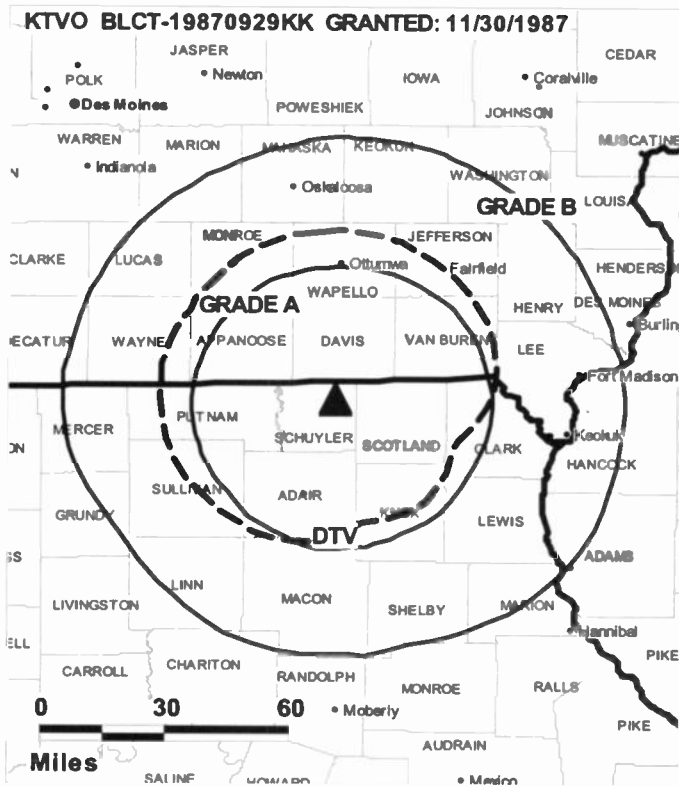 KTVO BLCT-19870929KK GRANTED: 11/30/1987
JASPER
CEDAR
POLK
Newton
IOWA
Coralville
Des Moines
POWESHIEK
JOHNSON
WARREN
MARION
MAHASKA
KEOKUK
MUSCATINE
Indianola
WASHINGTON
Oskaloosa
LOUISA
GRADE B
MONROE
JEFFERSON
CLARKE
LUCAS
Ottumwa
Fairfield
HENDERSON
WAPELLO
GRADE A
HENRY
DES MOINES
Burling
DECATUR
WAYNE
APPANOOSE
DAVIS
VAN BUREN
LEE
Fort Madison
MERCER
PUTNAM
SCHUYLER
SCOTLAND
CLARK
Keokuk
ON
HANCOCK
SULLIVAN
ADAIR
KNOX
GRUNDY
LEWIS
DTV
SS
ADAMS
LINN
LIVINGSTON
MACON
SHELBY
MARION
Hannibal
ELL
CARROLL
CHARITON
RANDOLPH
PIKE
MONROE
RALLS
0 30 60
Moberly
PIKE
AUDRAIN
Miles
SALINE
HOWARD
Mexico